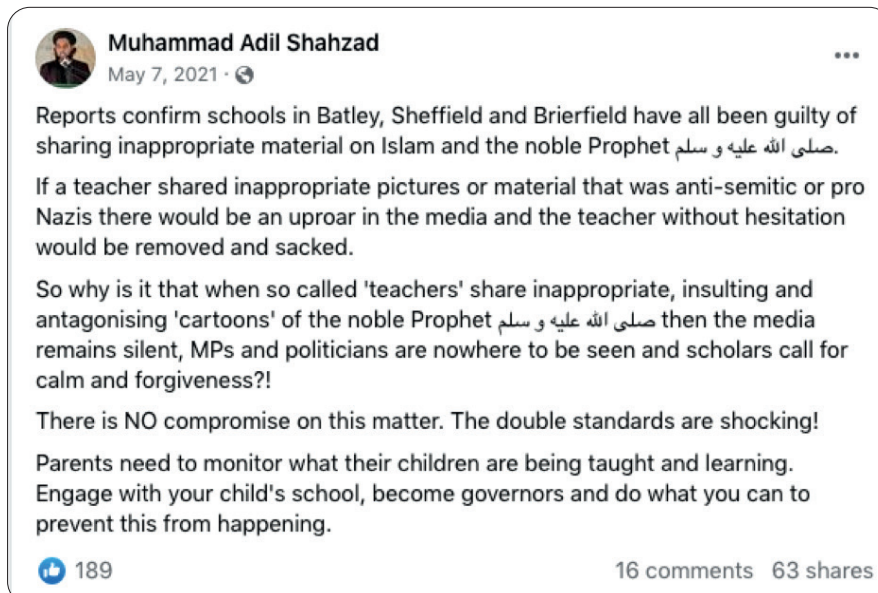 Muhammad Adil Shahzad
May 7, 2021 ·
Reports confirm schools in Batley, Sheffield and Brierfield have all been guilty of
sharing inappropriate material on Islam and the noble Prophet صلى الله عليه و سلم.
If a teacher shared inappropriate pictures or material that was anti-semitic or pro
Nazis there would be an uproar in the media and the teacher without hesitation
would be removed and sacked.
So why is it that when so called 'teachers' share inappropriate, insulting and
antagonising 'cartoons' of the noble Prophet صلى الله عليه و سلم then the media
remains silent, MPs and politicians are nowhere to be seen and scholars call for
calm and forgiveness?!
There is NO compromise on this matter. The double standards are shocking!
Parents need to monitor what their children are being taught and learning.
Engage with your child's school, become governors and do what you can to
prevent this from happening.
189 16 comments 63 shares